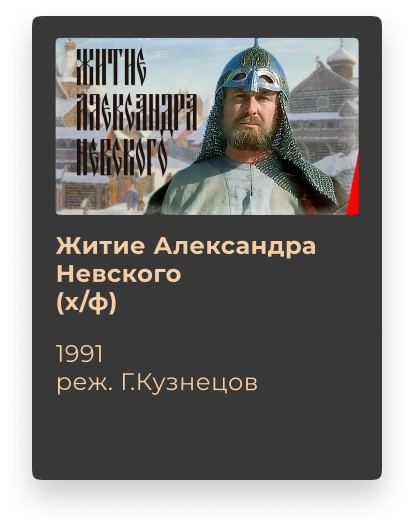 ЖИТИЕ
АЛЕКСАНДРА
НЕВСКОГО
Житие Александра
Невского
(х/ф)
1991
реж. Г.Кузнецов